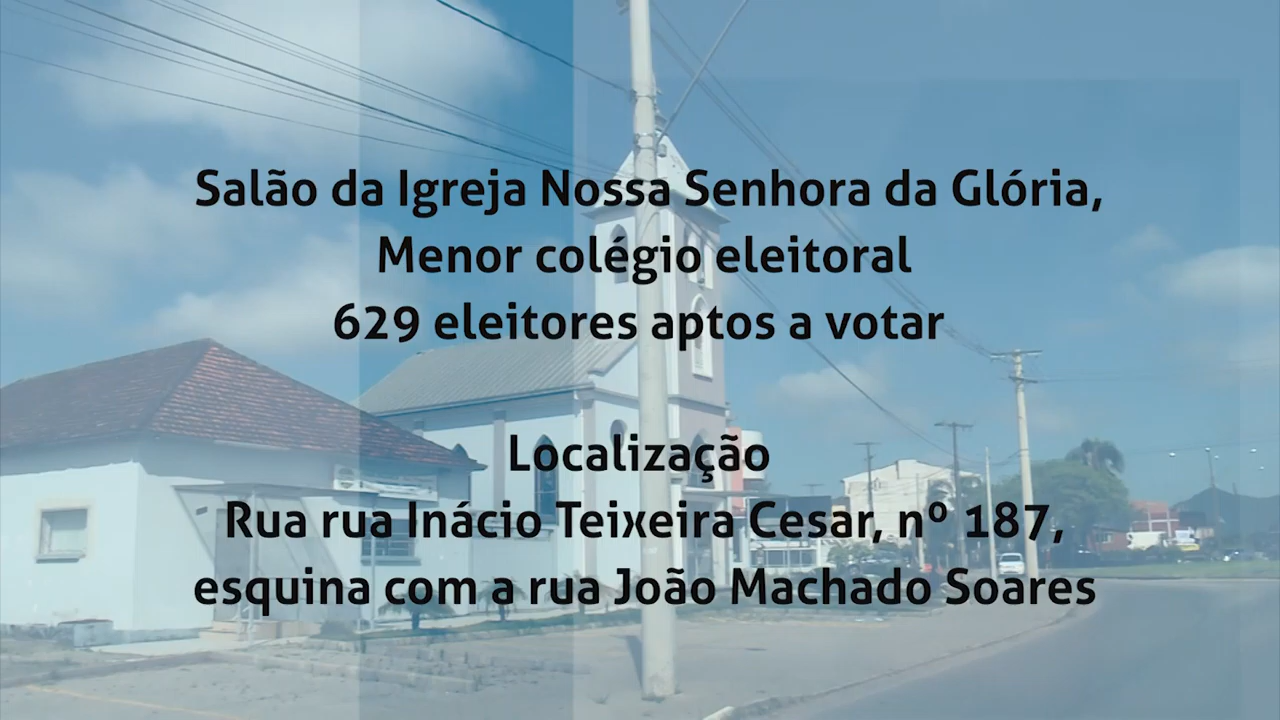 Salão da Igreja Nossa Senhora da Glória,
Menor colégio eleitoral
629 eleitores aptos a votar
Localização
Rua rua Inácio Teixeira Cesar, nº 187,
esquina com a rua João Machado Soares